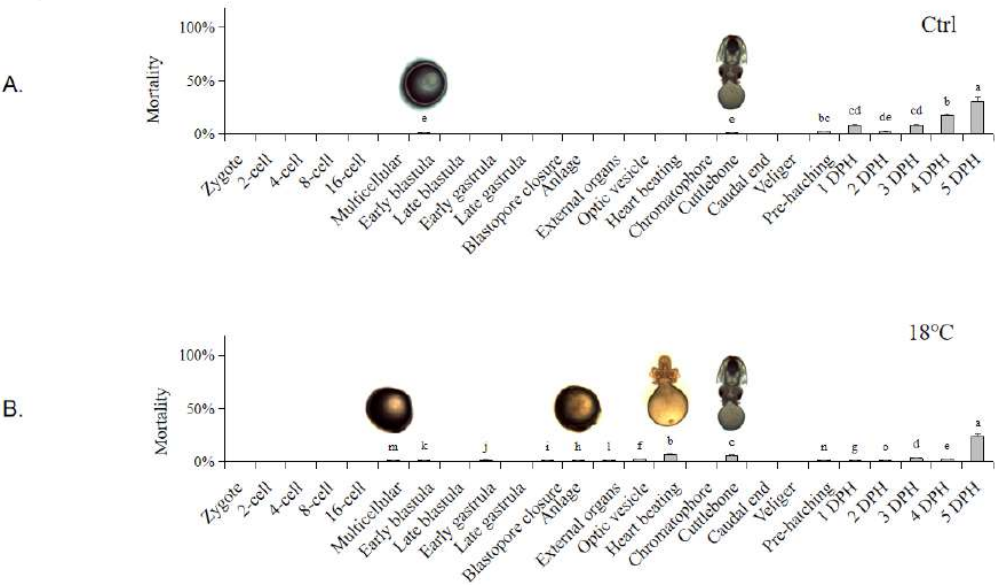 Ctrl
A.
Mortality
100%
50%
0%
e
e
bc
cd
de
cd
b
a
Zygote
2-cell
4-cell
8-cell
16-cell
Multicellular
Early blastula
Late blastula
Early gastrula
Late gastrula
Blastopore closure
Anlage
External organs
Optic vesicle
Heart beating
Chromatophore
Cuttlebone
Caudal end
Veliger
Pre-hatching
1 DPH
2 DPH
3 DPH
4 DPH
5 DPH
18°C
B.
Mortality
100%
50%
0%
m
k
j
i
h
l
f
b
c
n
g
o
d
e
a
Zygote
2-cell
4-cell
8-cell
16-cell
Multicellular
Early blastula
Late blastula
Early gastrula
Late gastrula
Blastopore closure
Anlage
External organs
Optic vesicle
Heart beating
Chromatophore
Cuttlebone
Caudal end
Veliger
Pre-hatching
1 DPH
2 DPH
3 DPH
4 DPH
5 DPH